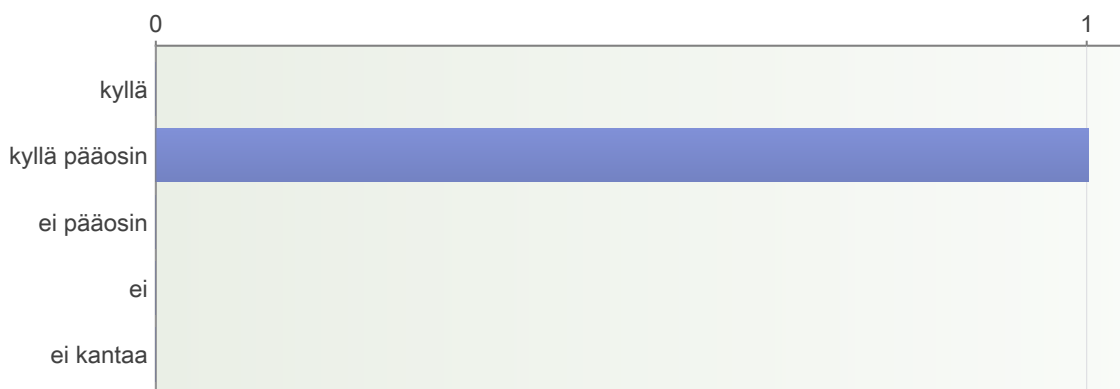 0 1
kyllä
kyllä pääosin
ei pääosin
ei
ei kantaa